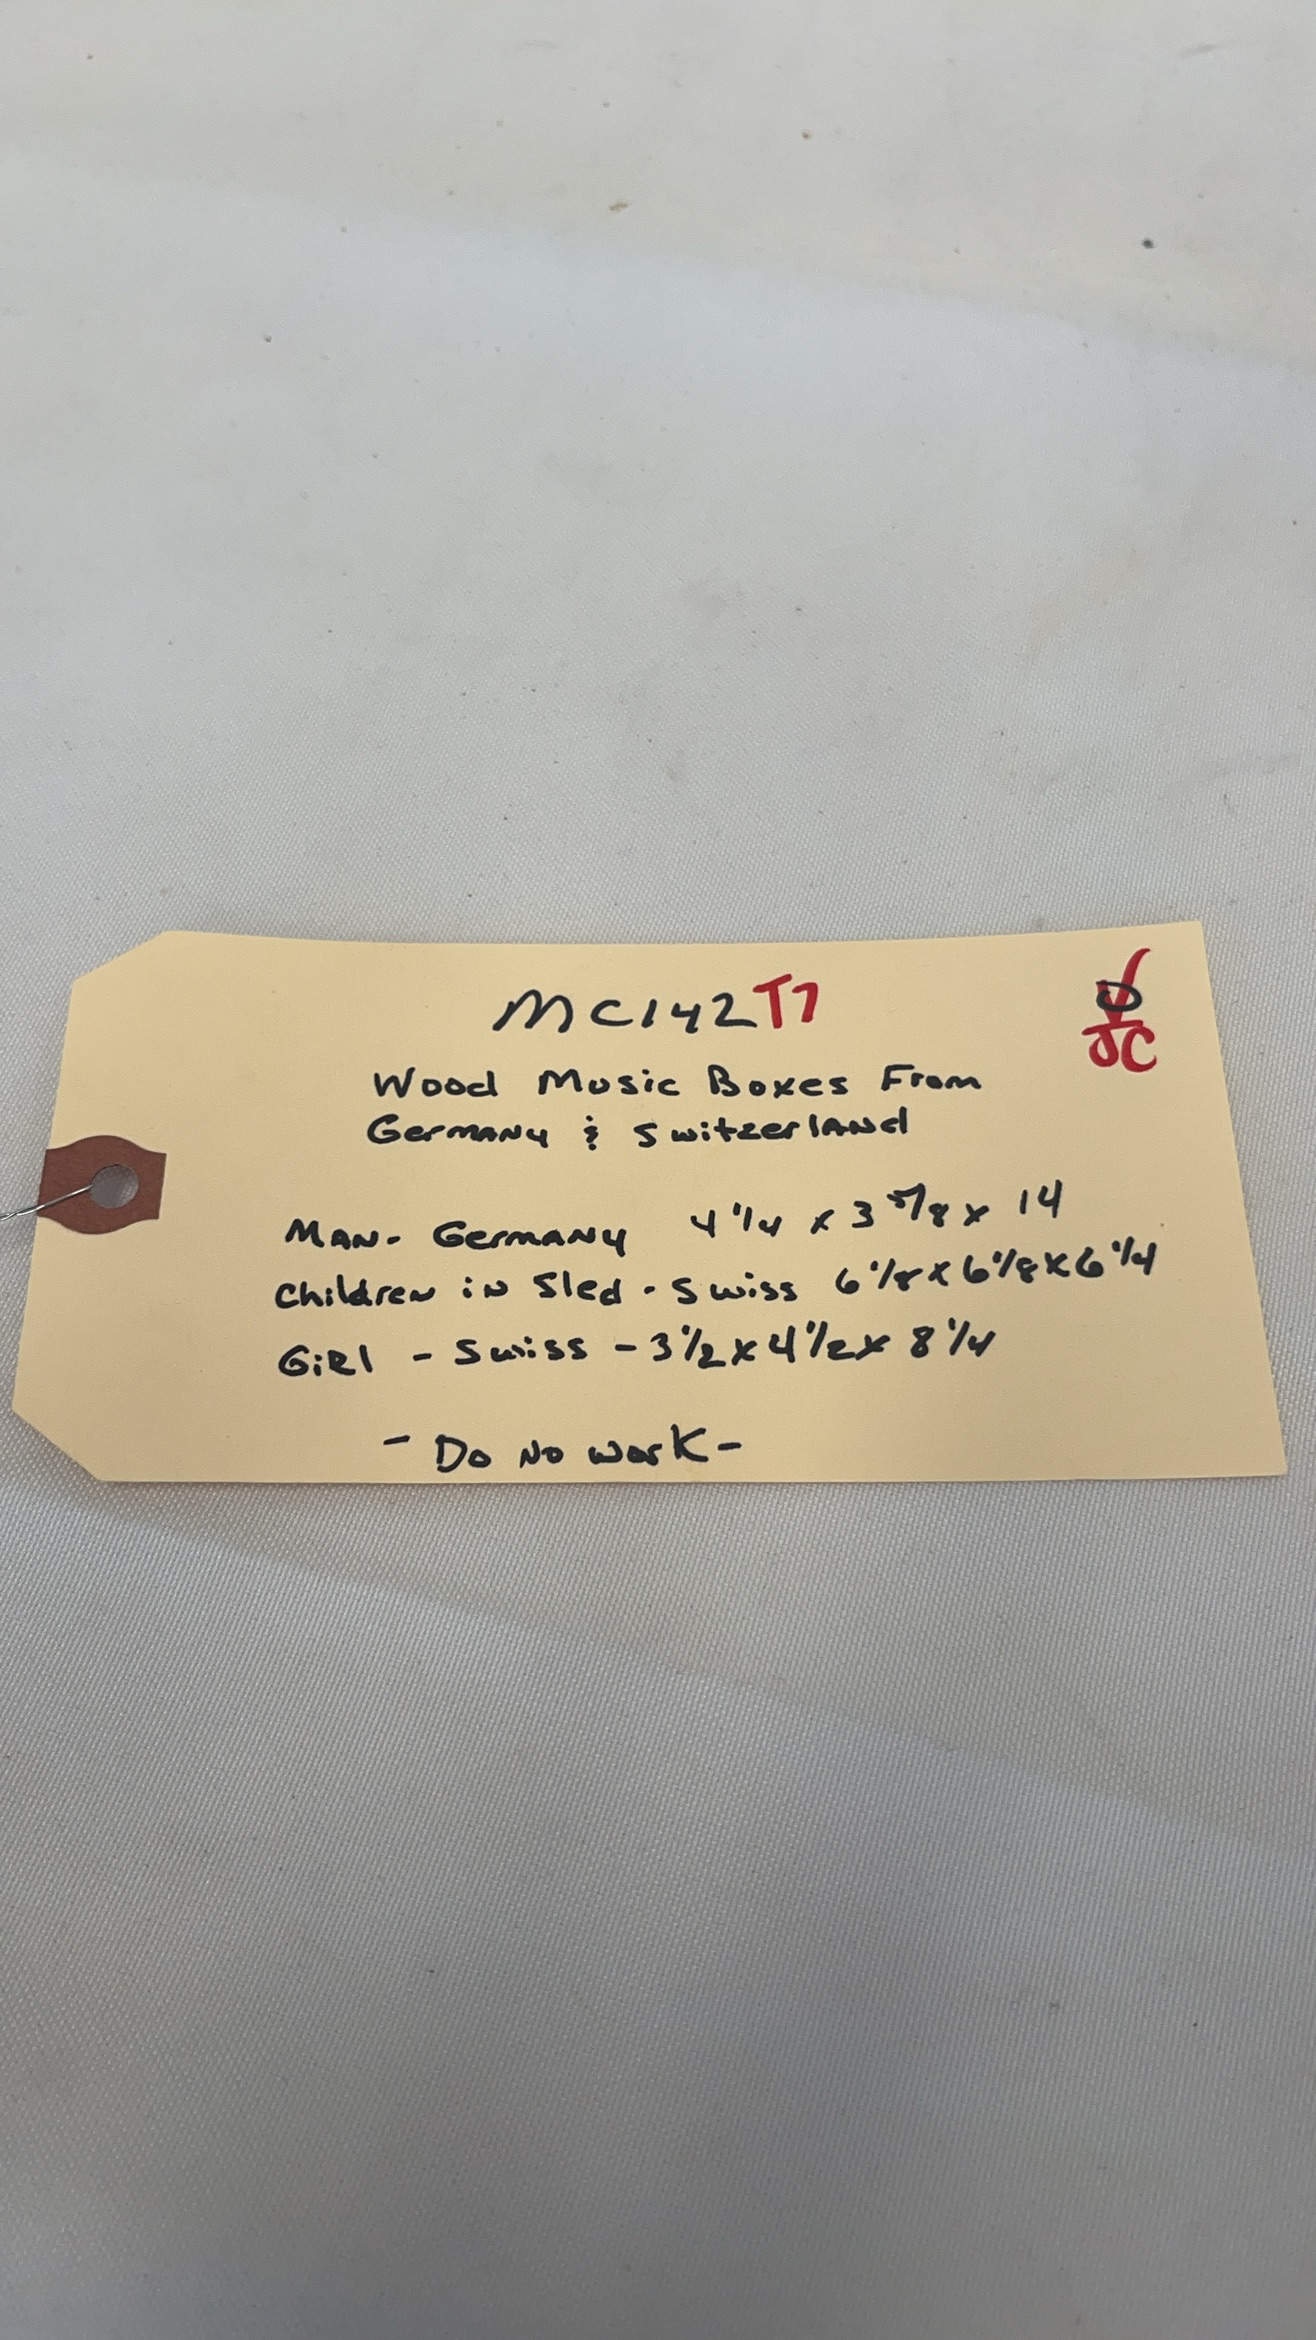 MC142T7
✓
D
JC
Wood Music Boxes From
Germany & Switzerland
Man - Germany 4 1/4 x 3 5/8 x 14
Children in Sled - Swiss 6 1/8 x 6 1/8 x 6 1/4
Girl - Swiss - 3 1/2 x 4 1/2 x 8 1/4
- Do No work -